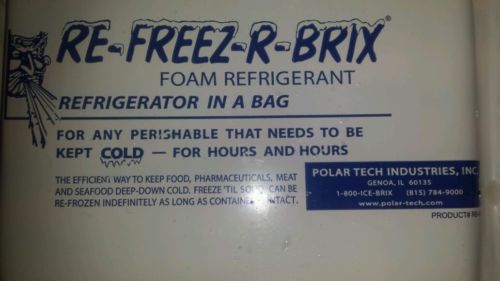 RE-FREEZ-R-BRIX®
FOAM REFRIGERANT
REFRIGERATOR IN A BAG
FOR ANY PERISHABLE THAT NEEDS TO BE
KEPT COLD — FOR HOURS AND HOURS
THE EFFICIENT WAY TO KEEP FOOD, PHARMACEUTICALS, MEAT
AND SEAFOOD DEEP-DOWN COLD. FREEZE 'TIL SOLID. CAN BE
RE-FROZEN INDEFINITELY AS LONG AS CONTAINER INTACT.
POLAR TECH INDUSTRIES, INC.
GENOA, IL 60135
1-800-ICE-BRIX (815) 784-9000
www.polar-tech.com
PRODUCT#